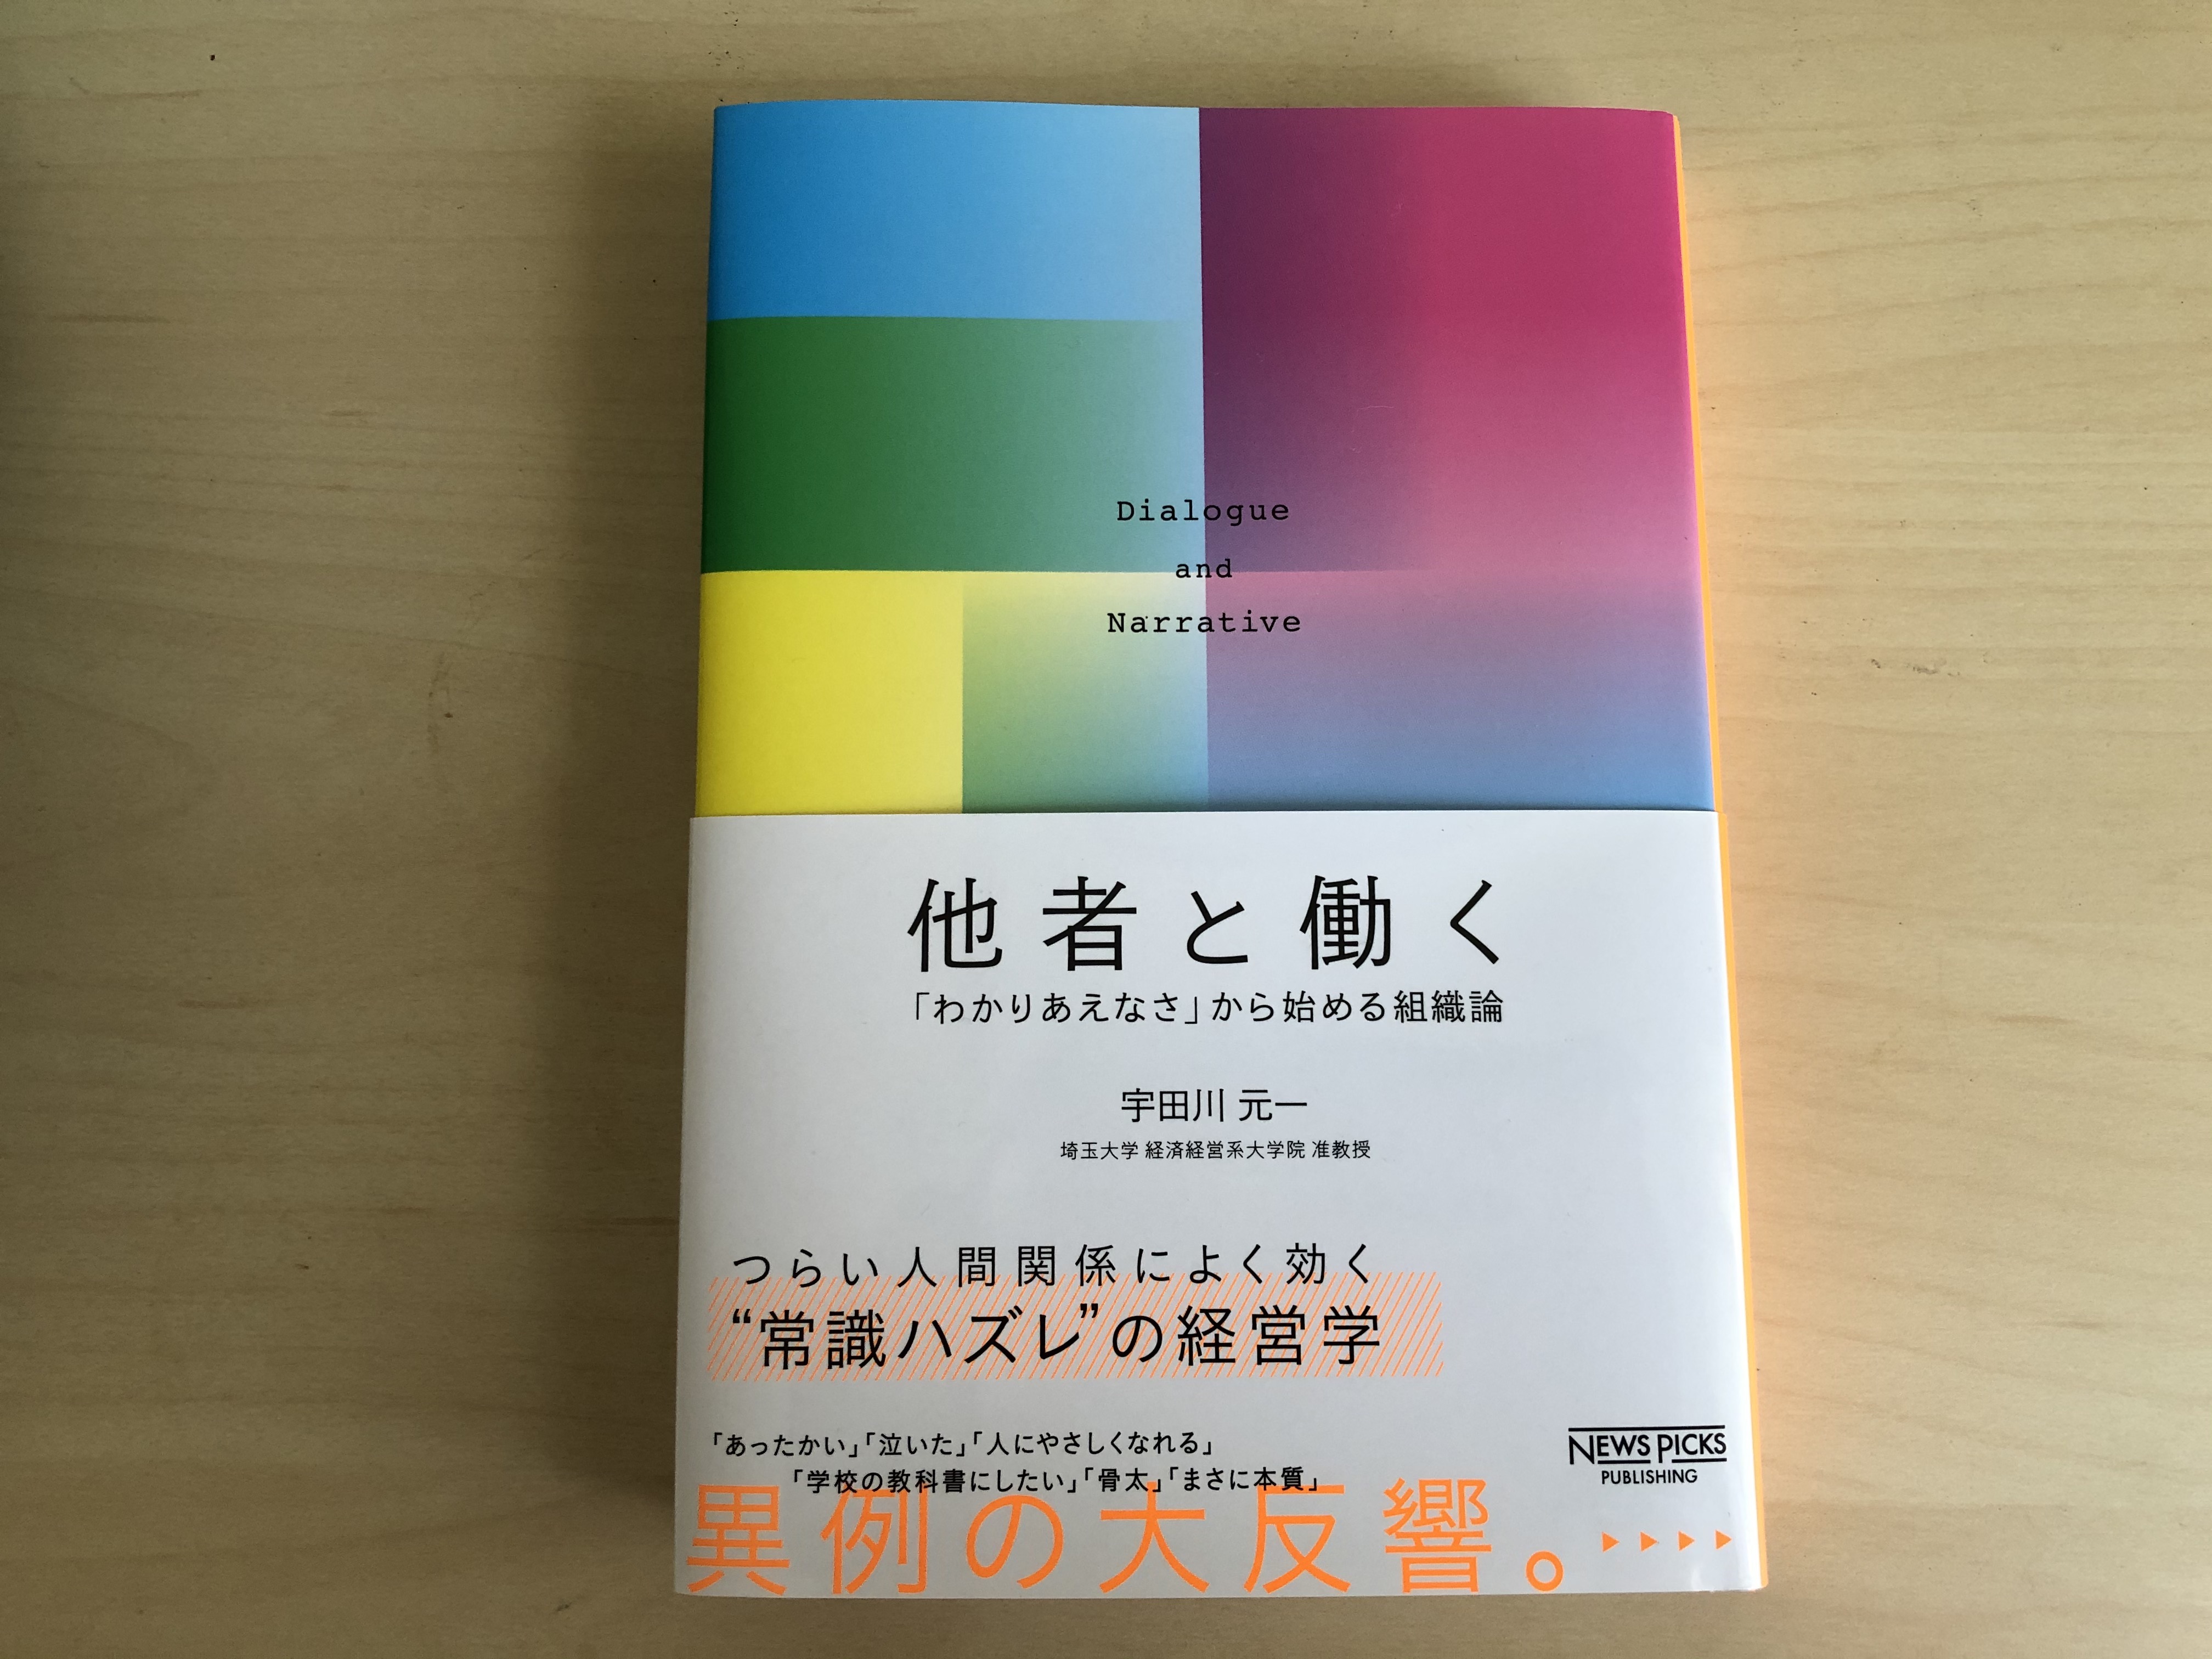 Dialogue
and
Narrative
他者と働く
「わかりあえなさ」から始める組織論
宇田川 元一
埼玉大学 経済経営系大学院 准教授
つらい人間関係によく効く
“常識ハズレ”の経営学
「あったかい」「泣いた」「人にやさしくなれる」
「学校の教科書にしたい」「骨太」「まさに本質」
異例の大反響。
NEWSPICKS
PUBLISHING